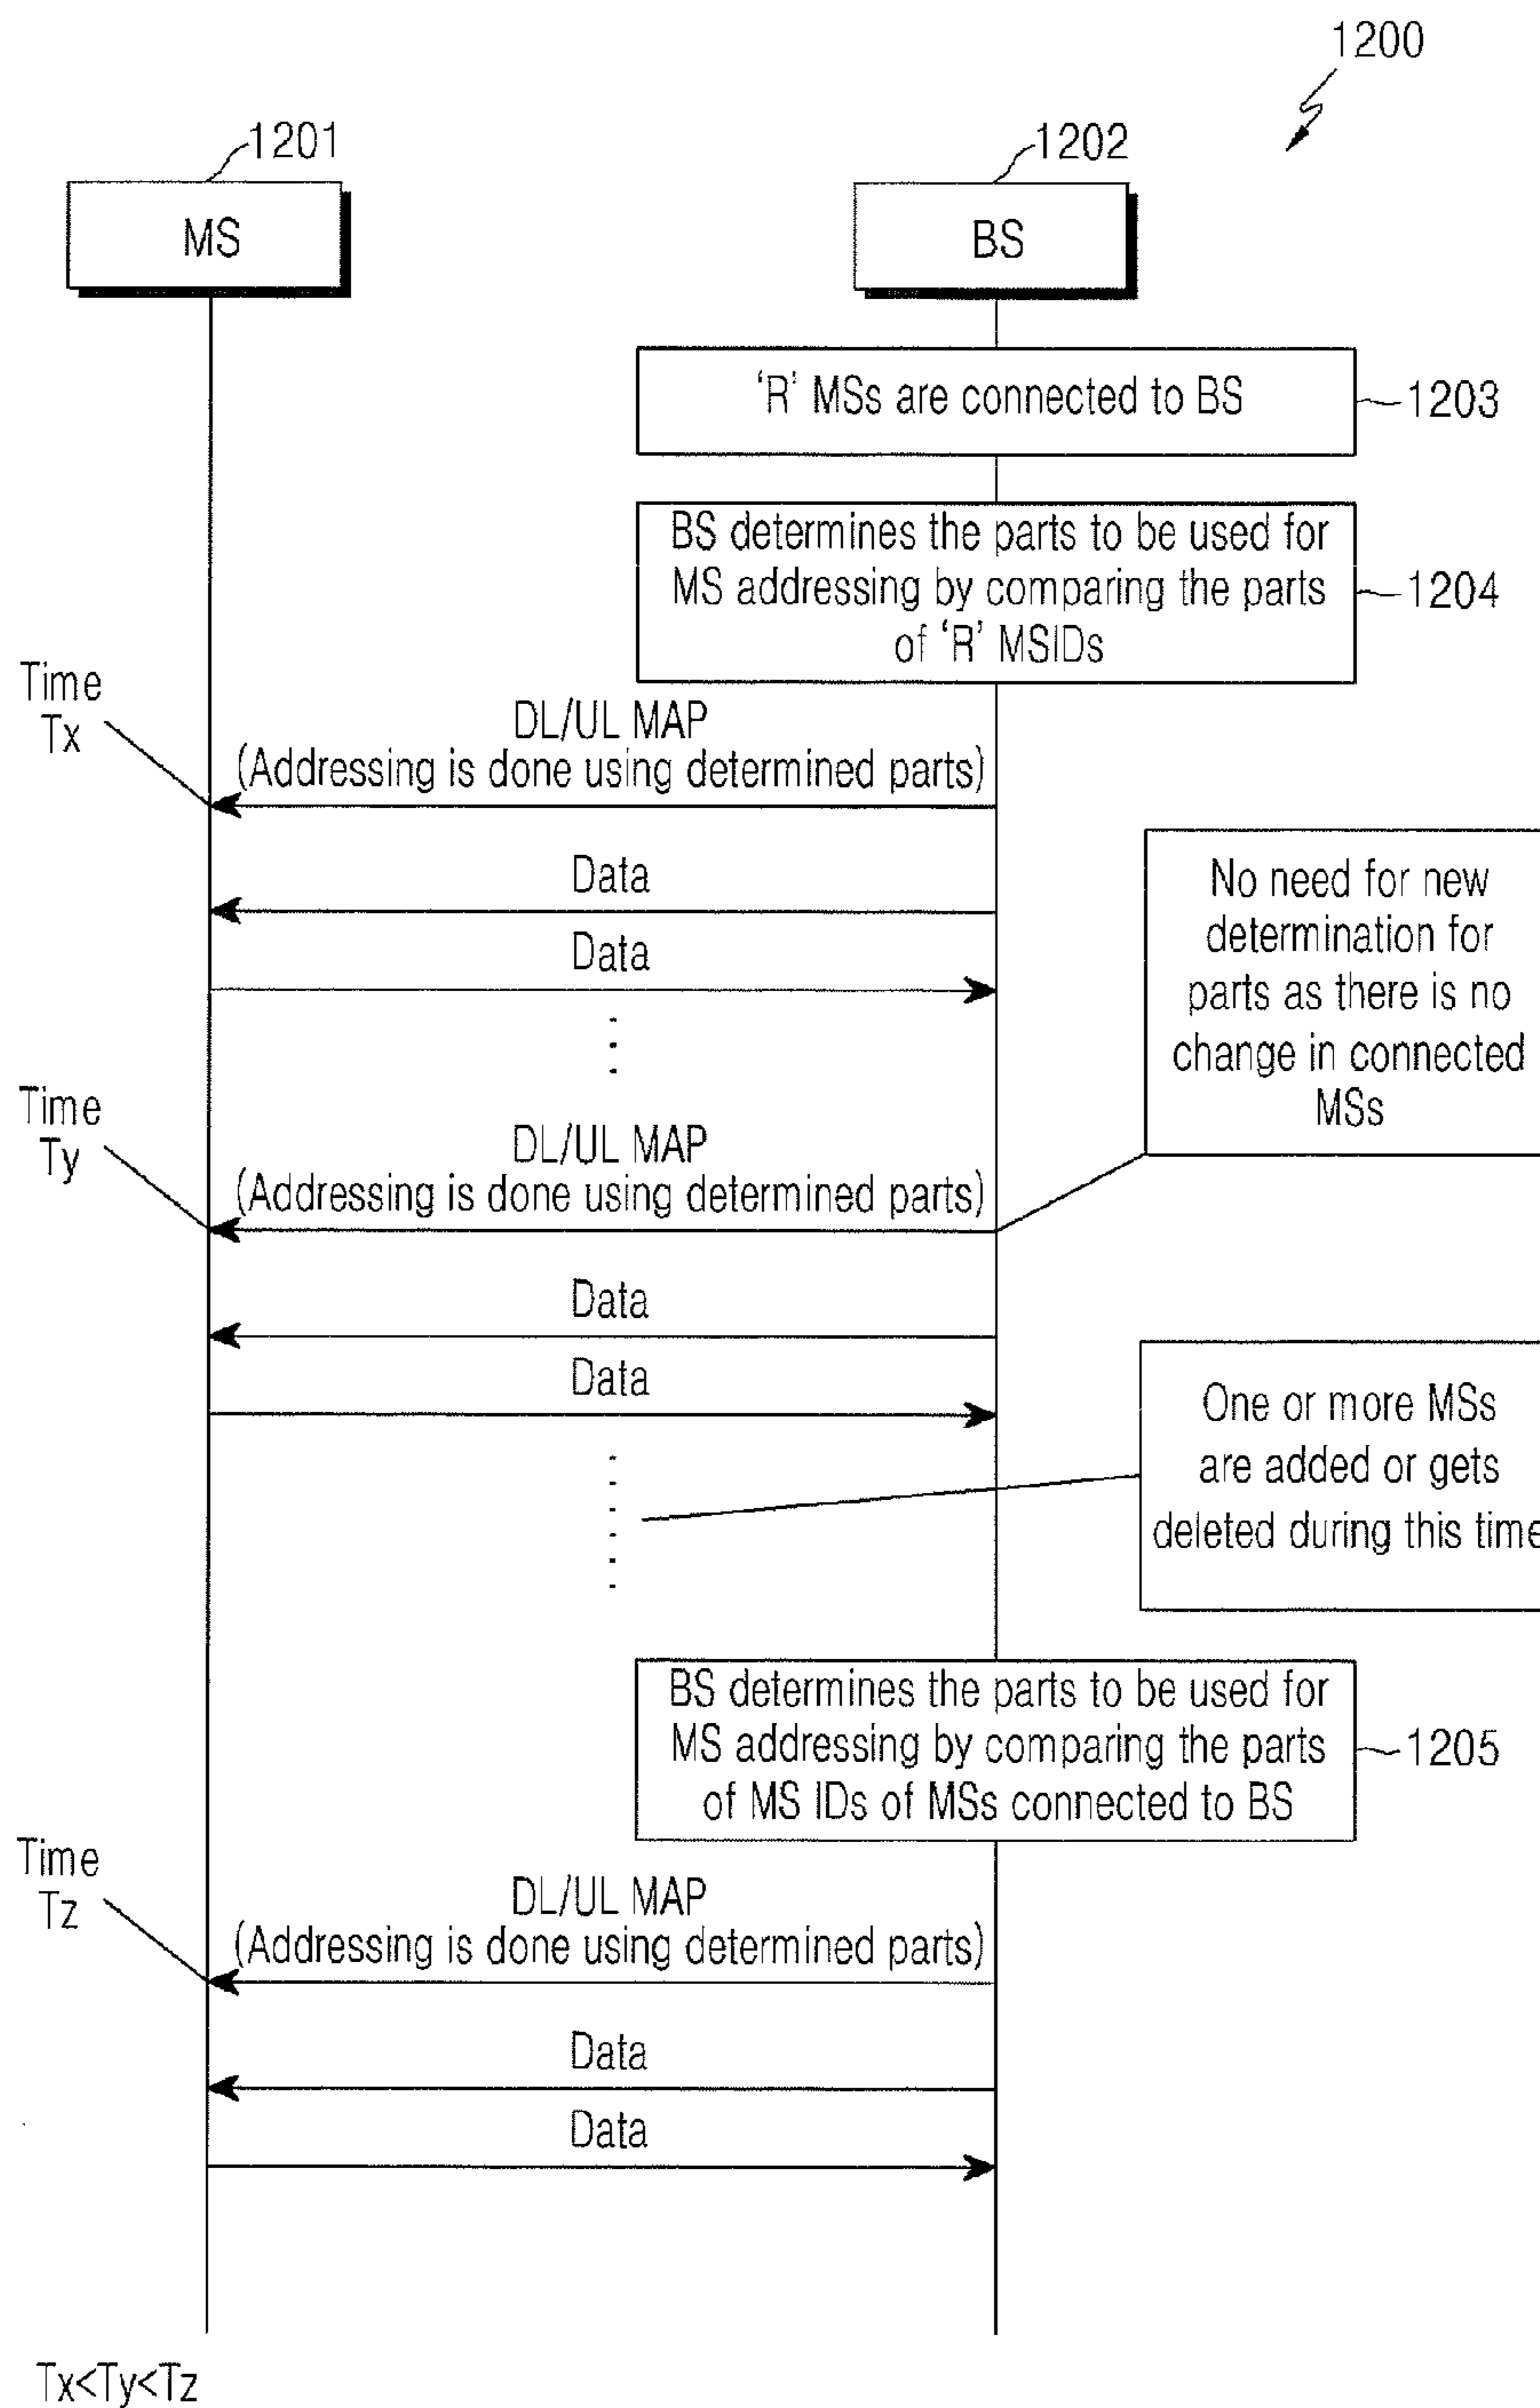 1200
1201
1202
MS
BS
'R' MSs are connected to BS
1203
BS determines the parts to be used for
MS addressing by comparing the parts
of 'R' MSIDs
1204
Time
Tx
DL/UL MAP
(Addressing is done using determined parts)
Data
Data
No need for new
determination for
parts as there is no
change in connected
MSs
Time
Ty
DL/UL MAP
(Addressing is done using determined parts)
Data
Data
One or more MSs
are added or gets
deleted during this time
BS determines the parts to be used for
MS addressing by comparing the parts
of MS IDs of MSs connected to BS
1205
Time
Tz
DL/UL MAP
(Addressing is done using determined parts)
Data
Data
Tx<Ty<Tz